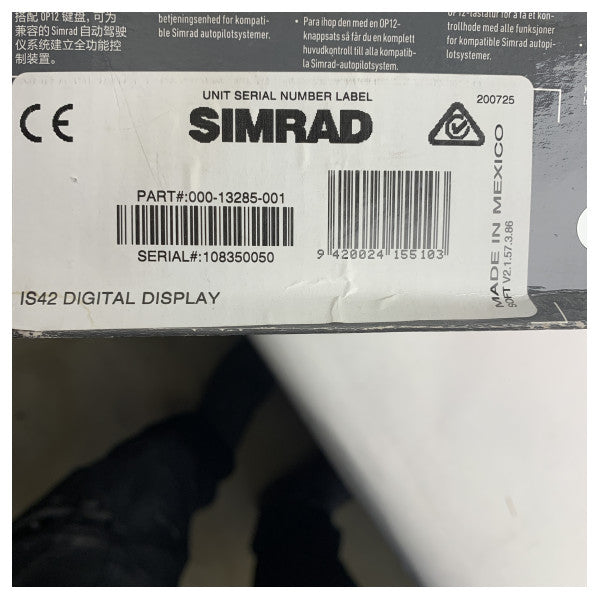 搭配 OP12 键盘，可为
兼容的 Simrad 自动驾驶
仪系统建立全功能控
制装置。
betjeningsenhed for kompati-
ble Simrad autopilotsystemer.
• Para ihop den med en OP12-
knappsats så får du en komplett
huvudkontroll till alla kompatib-
la Simrad-autopilotsystem.
OP12-tastatur for å få et kon-
trollhode med alle funksjoner
for kompatible Simrad autopi-
lotsystemer.
UNIT SERIAL NUMBER LABEL
200725
CE
SIMRAD
PART#:000-13285-001
SERIAL#:108350050
9 420024 155103
MADE IN MEXICO
SOFT V2.1.57.3.86
IS42 DIGITAL DISPLAY